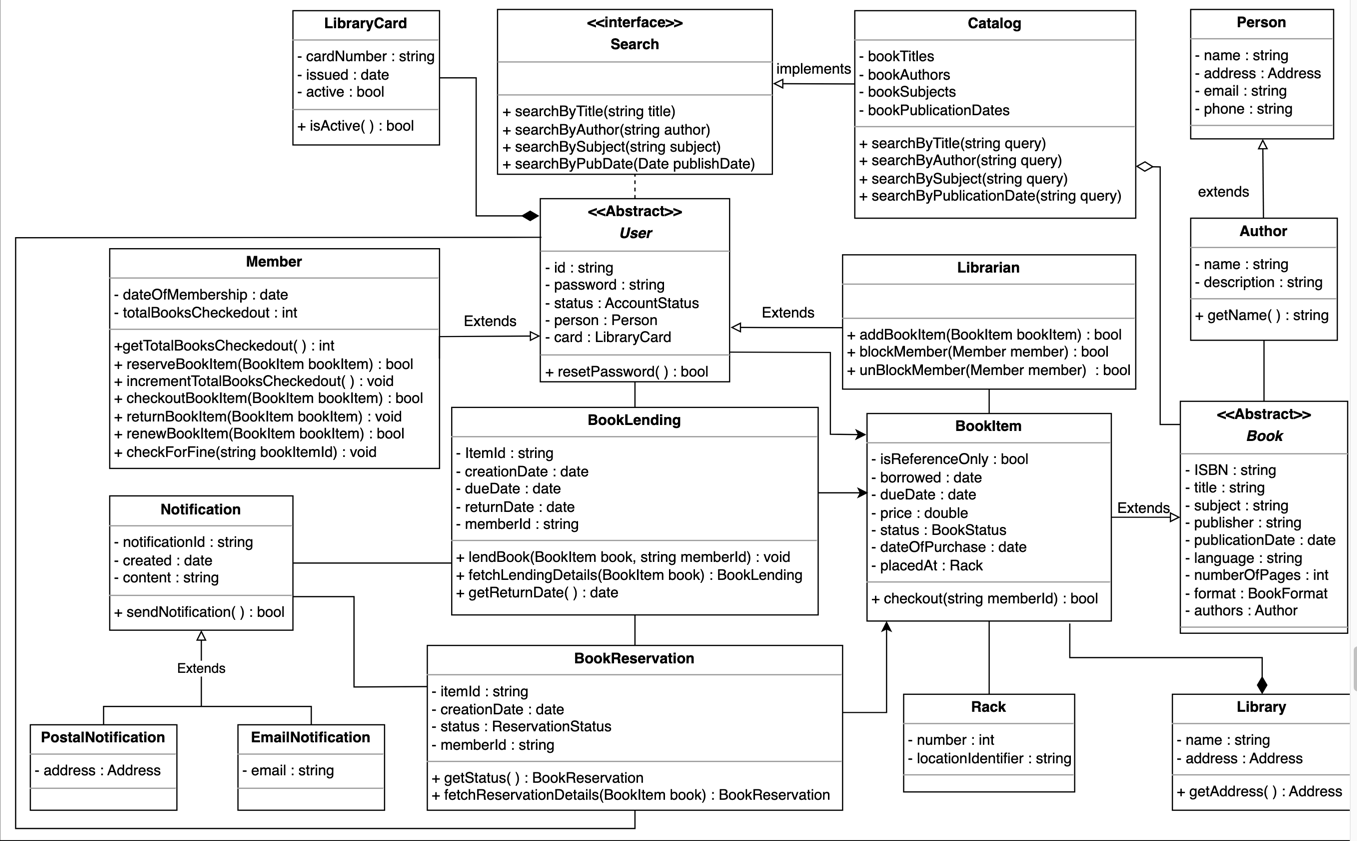 LibraryCard
- cardNumber : string
- issued : date
- active : bool
+ isActive( ) : bool
<<interface>>
Search
+ searchByTitle(string title)
+ searchByAuthor(string author)
+ searchBySubject(string subject)
+ searchByPubDate(Date publishDate)
implements
Catalog
- bookTitles
- bookAuthors
- bookSubjects
- bookPublicationDates
+ searchByTitle(string query)
+ searchByAuthor(string query)
+ searchBySubject(string query)
+ searchByPublicationDate(string query)
Person
- name : string
- address : Address
- email : string
- phone : string
extends
Author
- name : string
- description : string
+ getName( ) : string
<<Abstract>>
User
- id : string
- password : string
- status : AccountStatus
- person : Person
- card : LibraryCard
+ resetPassword( ) : bool
Member
- dateOfMembership : date
- totalBooksCheckedout : int
+getTotalBooksCheckedout( ) : int
+ reserveBookItem(BookItem bookItem) : bool
+ incrementTotalBooksCheckedout( ) : void
+ checkoutBookItem(BookItem bookItem) : bool
+ returnBookItem(BookItem bookItem) : void
+ renewBookItem(BookItem bookItem) : bool
+ checkForFine(string bookItemId) : void
Extends
Extends
Librarian
+ addBookItem(BookItem bookItem) : bool
+ blockMember(Member member) : bool
+ unBlockMember(Member member) : bool
BookLending
- ItemId : string
- creationDate : date
- dueDate : date
- returnDate : date
- memberId : string
+ lendBook(BookItem book, string memberId) : void
+ fetchLendingDetails(BookItem book) : BookLending
+ getReturnDate( ) : date
BookItem
- isReferenceOnly : bool
- borrowed : date
- dueDate : date
- price : double
- status : BookStatus
- dateOfPurchase : date
- placedAt : Rack
+ checkout(string memberId) : bool
Extends
<<Abstract>>
Book
- ISBN : string
- title : string
- subject : string
- publisher : string
- publicationDate : date
- language : string
- numberOfPages : int
- format : BookFormat
- authors : Author
Notification
- notificationId : string
- created : date
- content : string
+ sendNotification( ) : bool
Extends
PostalNotification
- address : Address
EmailNotification
- email : string
BookReservation
- itemId : string
- creationDate : date
- status : ReservationStatus
- memberId : string
+ getStatus( ) : BookReservation
+ fetchReservationDetails(BookItem book) : BookReservation
Rack
- number : int
- locationIdentifier : string
Library
- name : string
- address : Address
+ getAddress( ) : Address